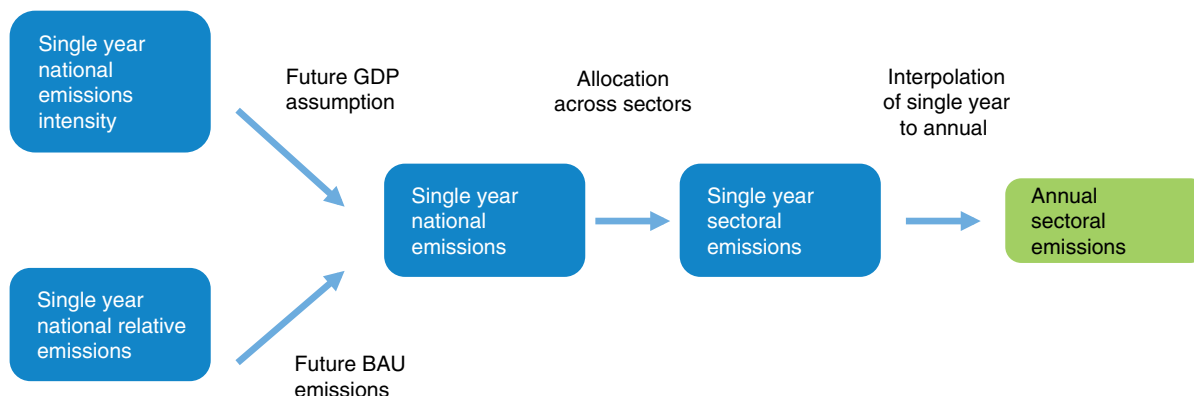 Single year
national
emissions
intensity
Future GDP
assumption
Allocation
across sectors
Interpolation
of single year
to annual
Single year
national
emissions
Single year
sectoral
emissions
Annual
sectoral
emissions
Single year
national relative
emissions
Future BAU
emissions